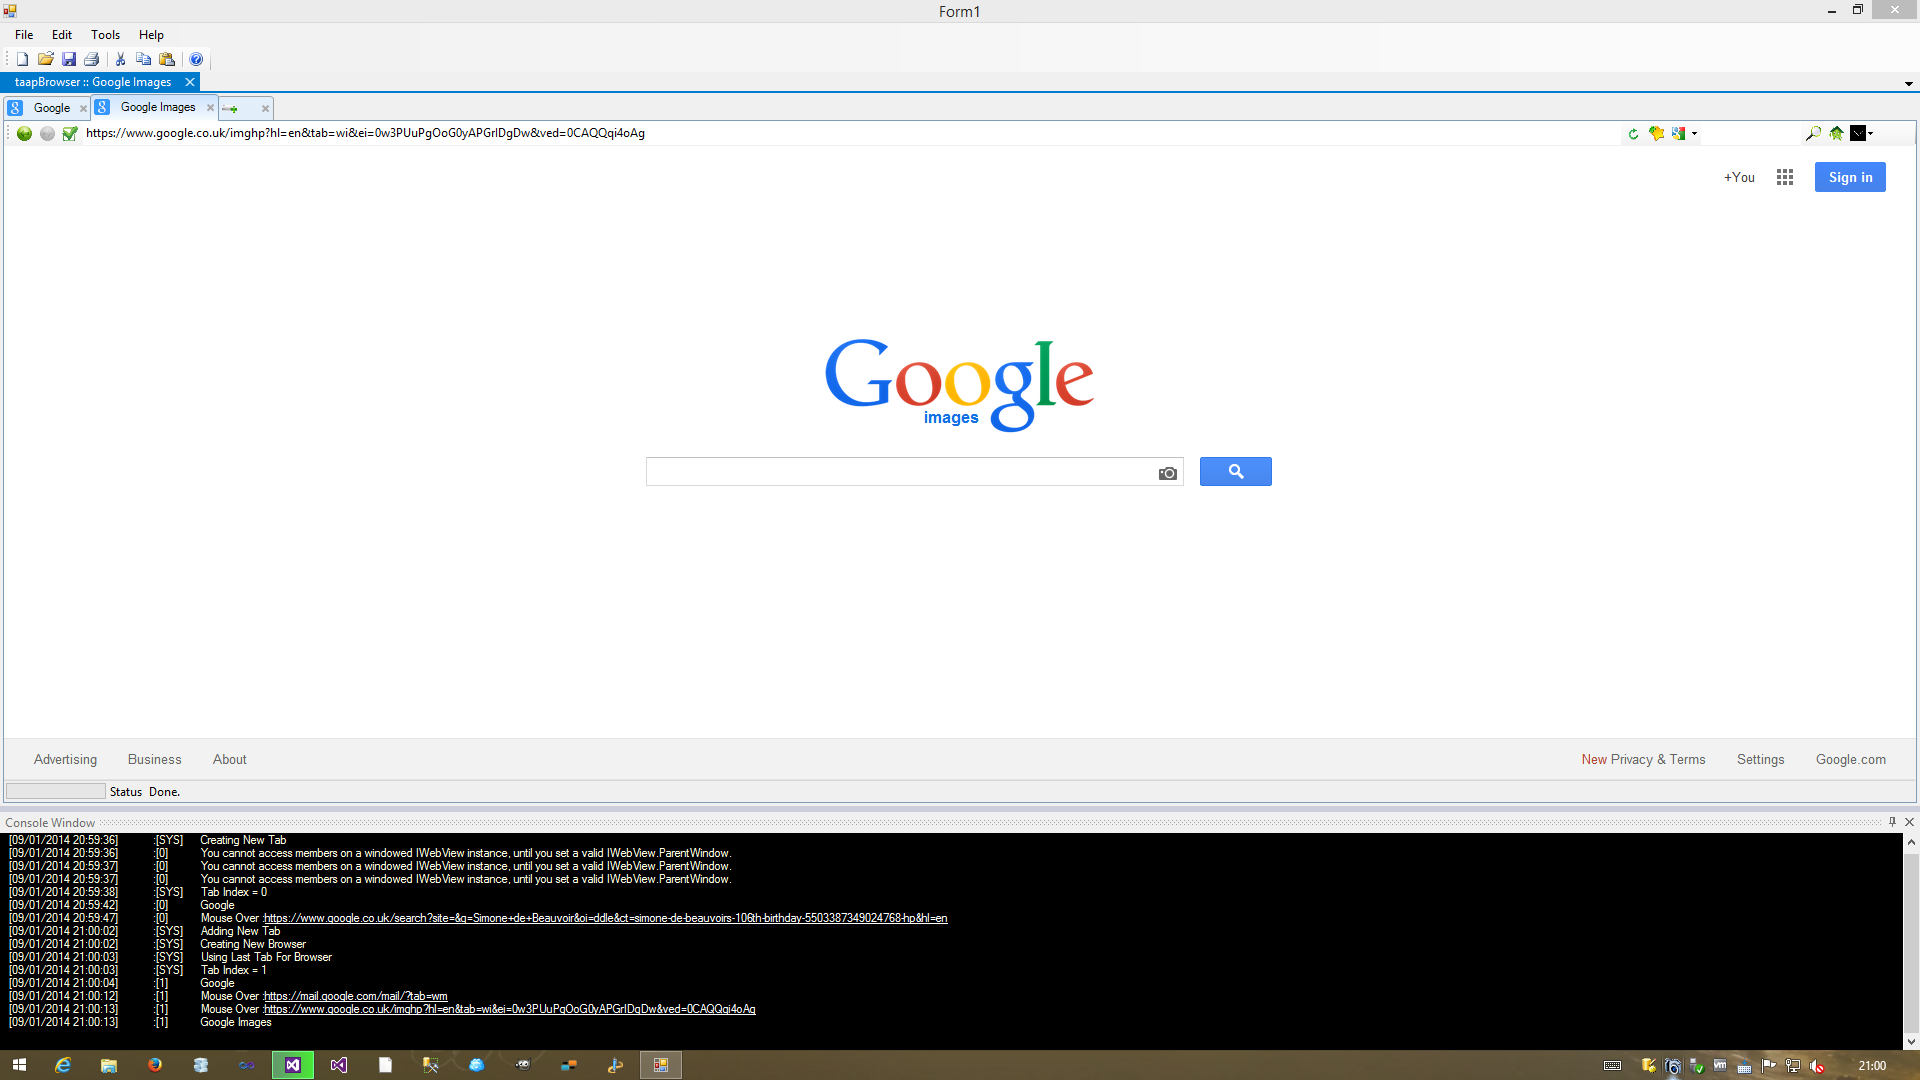 Form1
File Edit Tools Help
taapBrowser :: Google Images
Google Google Images
https://www.google.co.uk/imghp?hl=en&tab=wi&ei=0w3PUuPgOoG0yAPGrIDgDw&ved=0CAQQqi4oAg
+You Sign in
Google
images
Advertising Business About New Privacy & Terms Settings Google.com
Status Done.
Console Window
[09/01/2014 20:59:36] :[SYS] Creating New Tab
[09/01/2014 20:59:36] :[0] You cannot access members on a windowed IWebView instance, until you set a valid IWebView.ParentWindow.
[09/01/2014 20:59:37] :[0] You cannot access members on a windowed IWebView instance, until you set a valid IWebView.ParentWindow.
[09/01/2014 20:59:37] :[0] You cannot access members on a windowed IWebView instance, until you set a valid IWebView.ParentWindow.
[09/01/2014 20:59:38] :[SYS] Tab Index = 0
[09/01/2014 20:59:42] :[0] Google
[09/01/2014 20:59:47] :[0] Mouse Over :https://www.google.co.uk/search?site=&q=Simone+de+Beauvoir&oi=ddle&ct=simone-de-beauvoirs-106th-birthday-5503387349024768-hp&hl=en
[09/01/2014 21:00:02] :[SYS] Adding New Tab
[09/01/2014 21:00:02] :[SYS] Creating New Browser
[09/01/2014 21:00:03] :[SYS] Using Last Tab For Browser
[09/01/2014 21:00:03] :[SYS] Tab Index = 1
[09/01/2014 21:00:04] :[1] Google
[09/01/2014 21:00:12] :[1] Mouse Over :https://mail.google.com/mail/?tab=wm
[09/01/2014 21:00:13] :[1] Mouse Over :https://www.google.co.uk/imghp?hl=en&tab=wi&ei=0w3PUuPgOoG0yAPGrIDgDw&ved=0CAQQqi4oAg
[09/01/2014 21:00:13] :[1] Google Images
21:00